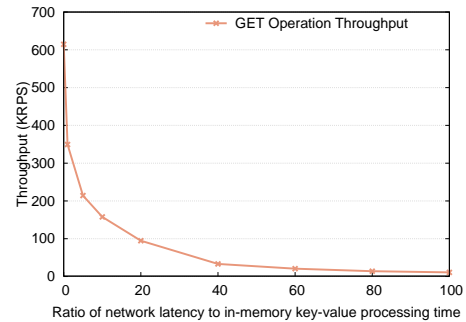 700
GET Operation Throughput
600
500
400
300
200
100
0
Throughput (KRPS)
0 20 40 60 80 100
Ratio of network latency to in-memory key-value processing time